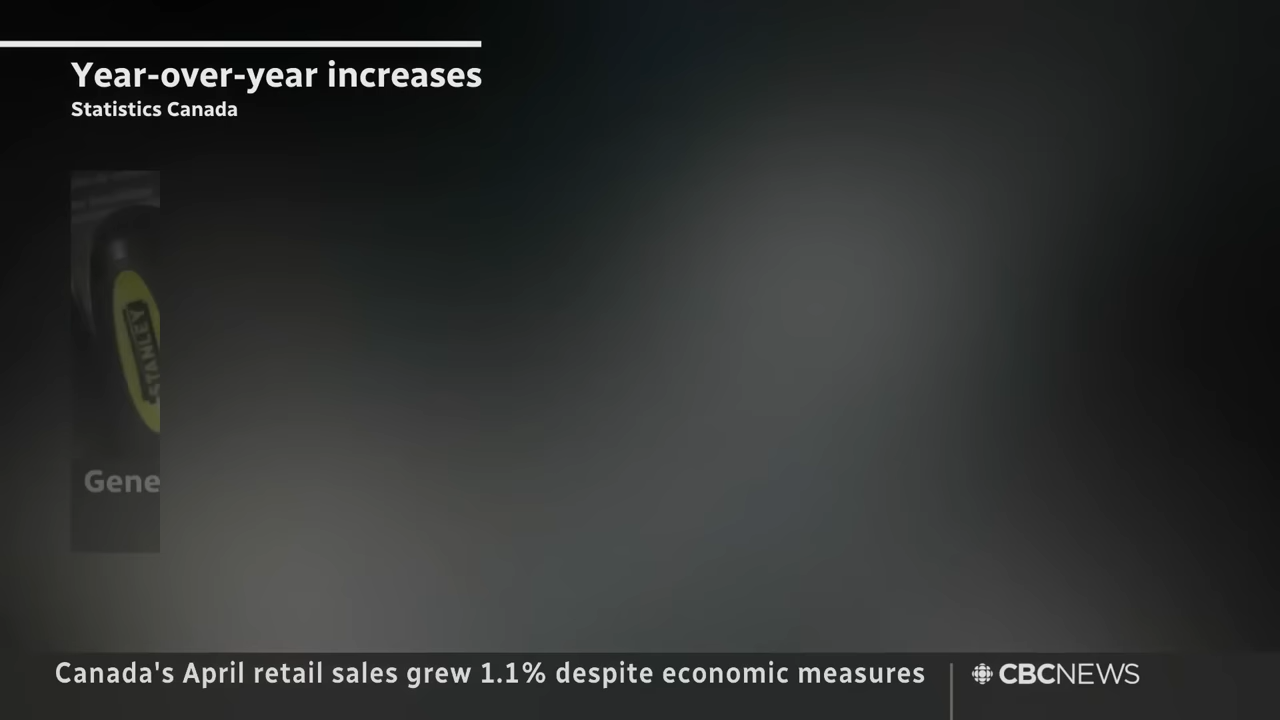 Year-over-year increases
Statistics Canada
STANLEY
Gene
Canada's April retail sales grew 1.1% despite economic measures
CBCNEWS